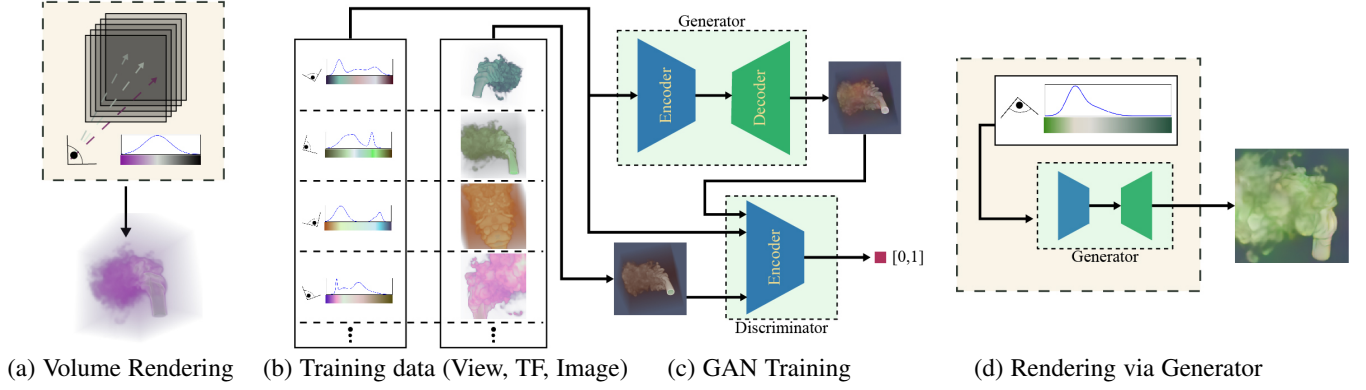 Generator
Encoder
Decoder
Encoder
[0,1]
Discriminator
Generator
(a) Volume Rendering
(b) Training data (View, TF, Image)
(c) GAN Training
(d) Rendering via Generator